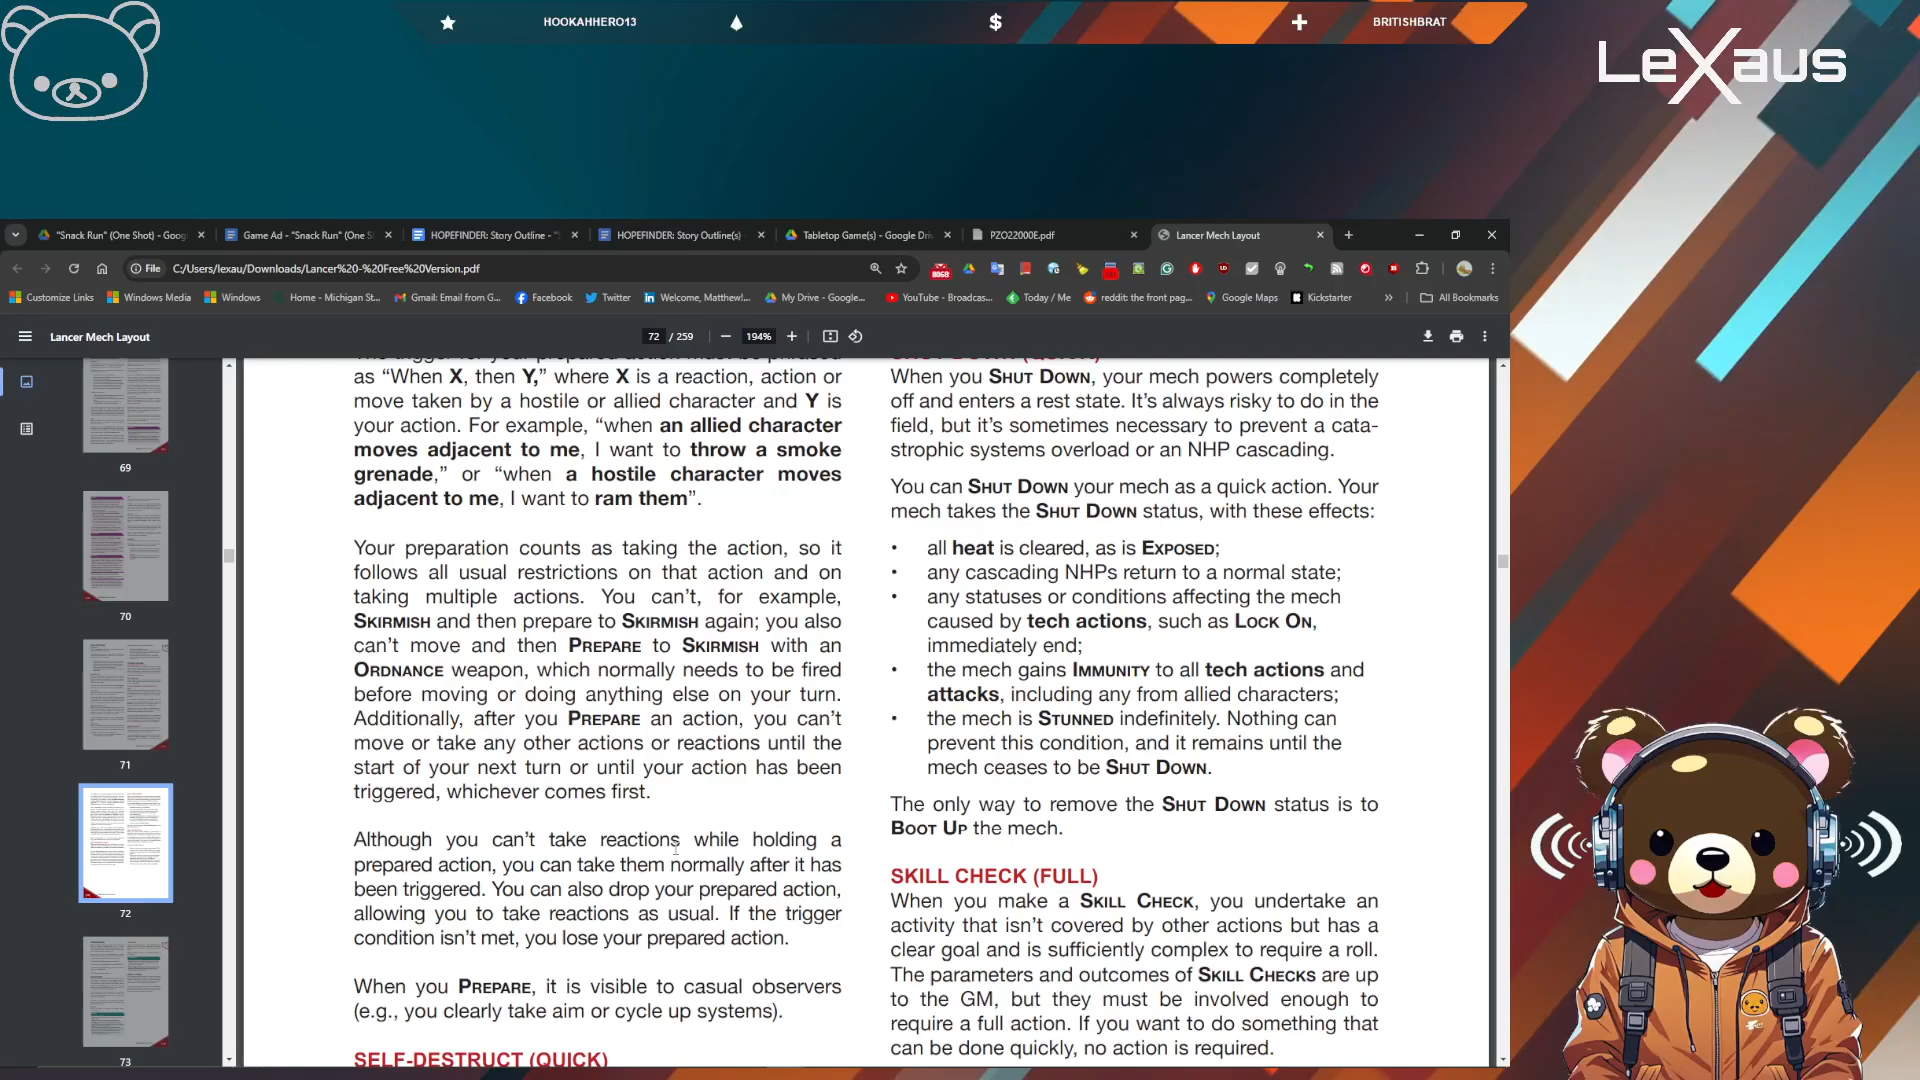 HOOKAHHERO13
$
BRITISHBRAT
LeXaus
"Snack Run" (One Shot) - Goog
Game Ad - "Snack Run" (One S
HOPEFINDER: Story Outline - "
HOPEFINDER: Story Outline(s)
Tabletop Game(s) - Google Dri
PZO22000E.pdf
Lancer Mech Layout
File
C:/Users/lexau/Downloads/Lancer%20-%20Free%20Version.pdf
8068
Customize Links
Windows Media
Windows
Home - Michigan St...
Gmail: Email from G...
Facebook
Twitter
Welcome, Matthew!...
My Drive - Google...
YouTube - Broadcas...
Today / Me
reddit: the front pag...
Google Maps
Kickstarter
All Bookmarks
Lancer Mech Layout
72 / 259
194%
69
70
71
72
73
as “When X, then Y,” where X is a reaction, action or
move taken by a hostile or allied character and Y is
your action. For example, “when an allied character
moves adjacent to me, I want to throw a smoke
grenade,” or “when a hostile character moves
adjacent to me, I want to ram them”.
Your preparation counts as taking the action, so it
follows all usual restrictions on that action and on
taking multiple actions. You can’t, for example,
SKIRMISH and then prepare to SKIRMISH again; you also
can’t move and then PREPARE to SKIRMISH with an
ORDNANCE weapon, which normally needs to be fired
before moving or doing anything else on your turn.
Additionally, after you PREPARE an action, you can’t
move or take any other actions or reactions until the
start of your next turn or until your action has been
triggered, whichever comes first.
Although you can’t take reactions while holding a
prepared action, you can take them normally after it has
been triggered. You can also drop your prepared action,
allowing you to take reactions as usual. If the trigger
condition isn’t met, you lose your prepared action.
When you PREPARE, it is visible to casual observers
(e.g., you clearly take aim or cycle up systems).
SELF-DESTRUCT (QUICK)
When you SHUT DOWN, your mech powers completely
off and enters a rest state. It’s always risky to do in the
field, but it’s sometimes necessary to prevent a cata-
strophic systems overload or an NHP cascading.
You can SHUT DOWN your mech as a quick action. Your
mech takes the SHUT DOWN status, with these effects:
• all heat is cleared, as is EXPOSED;
• any cascading NHPs return to a normal state;
• any statuses or conditions affecting the mech
caused by tech actions, such as LOCK ON,
immediately end;
• the mech gains IMMUNITY to all tech actions and
attacks, including any from allied characters;
• the mech is STUNNED indefinitely. Nothing can
prevent this condition, and it remains until the
mech ceases to be SHUT DOWN.
The only way to remove the SHUT DOWN status is to
BOOT UP the mech.
SKILL CHECK (FULL)
When you make a SKILL CHECK, you undertake an
activity that isn’t covered by other actions but has a
clear goal and is sufficiently complex to require a roll.
The parameters and outcomes of SKILL CHECKS are up
to the GM, but they must be involved enough to
require a full action. If you want to do something that
can be done quickly, no action is required.